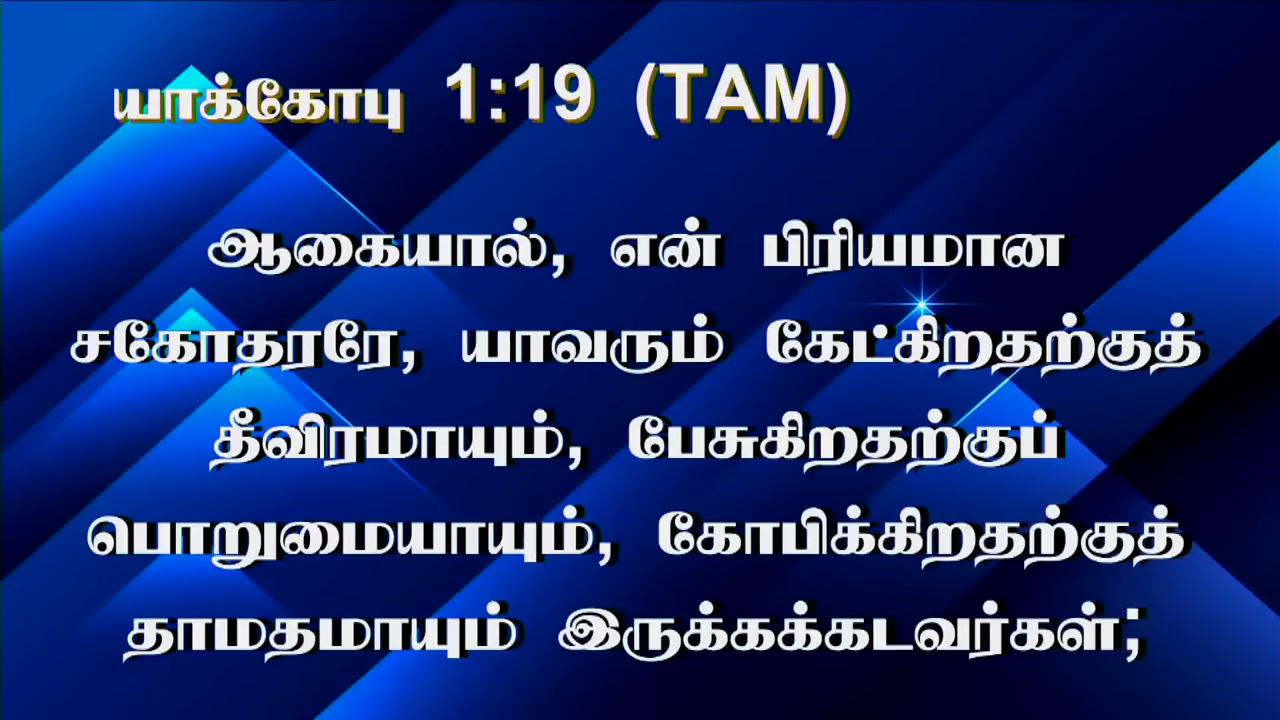 யாக்கோபு 1:19 (TAM)
ஆகையால், என் பிரியமான
சகோதரரே, யாவரும் கேட்கிறதற்குத்
தீவிரமாயும், பேசுகிறதற்குப்
பொறுமையாயும், கோபிக்கிறதற்குத்
தாமதமாயும் இருக்கக்கடவர்கள்;